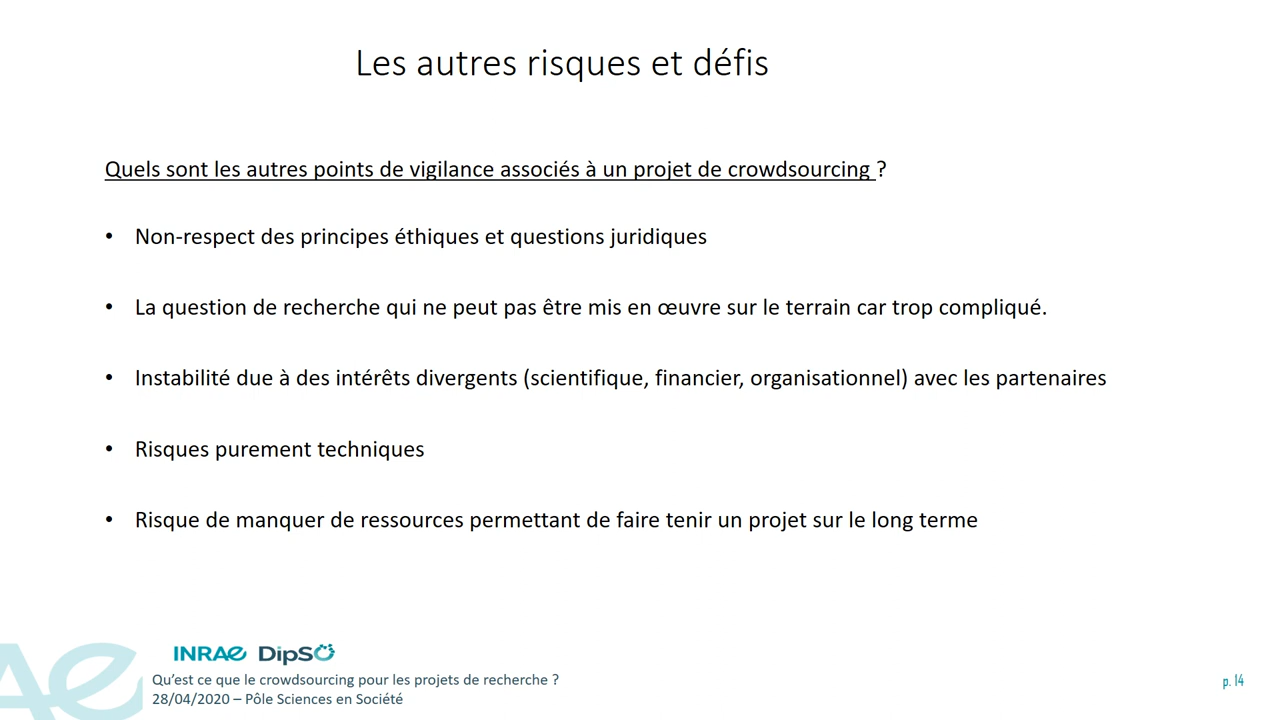 Les autres risques et défis
Quels sont les autres points de vigilance associés à un projet de crowdsourcing ?
• Non-respect des principes éthiques et questions juridiques
• La question de recherche qui ne peut pas être mis en œuvre sur le terrain car trop compliqué.
• Instabilité due à des intérêts divergents (scientifique, financier, organisationnel) avec les partenaires
• Risques purement techniques
• Risque de manquer de ressources permettant de faire tenir un projet sur le long terme
INRAE DipSO
Qu’est ce que le crowdsourcing pour les projets de recherche ?
28/04/2020 – Pôle Sciences en Société
p. 14